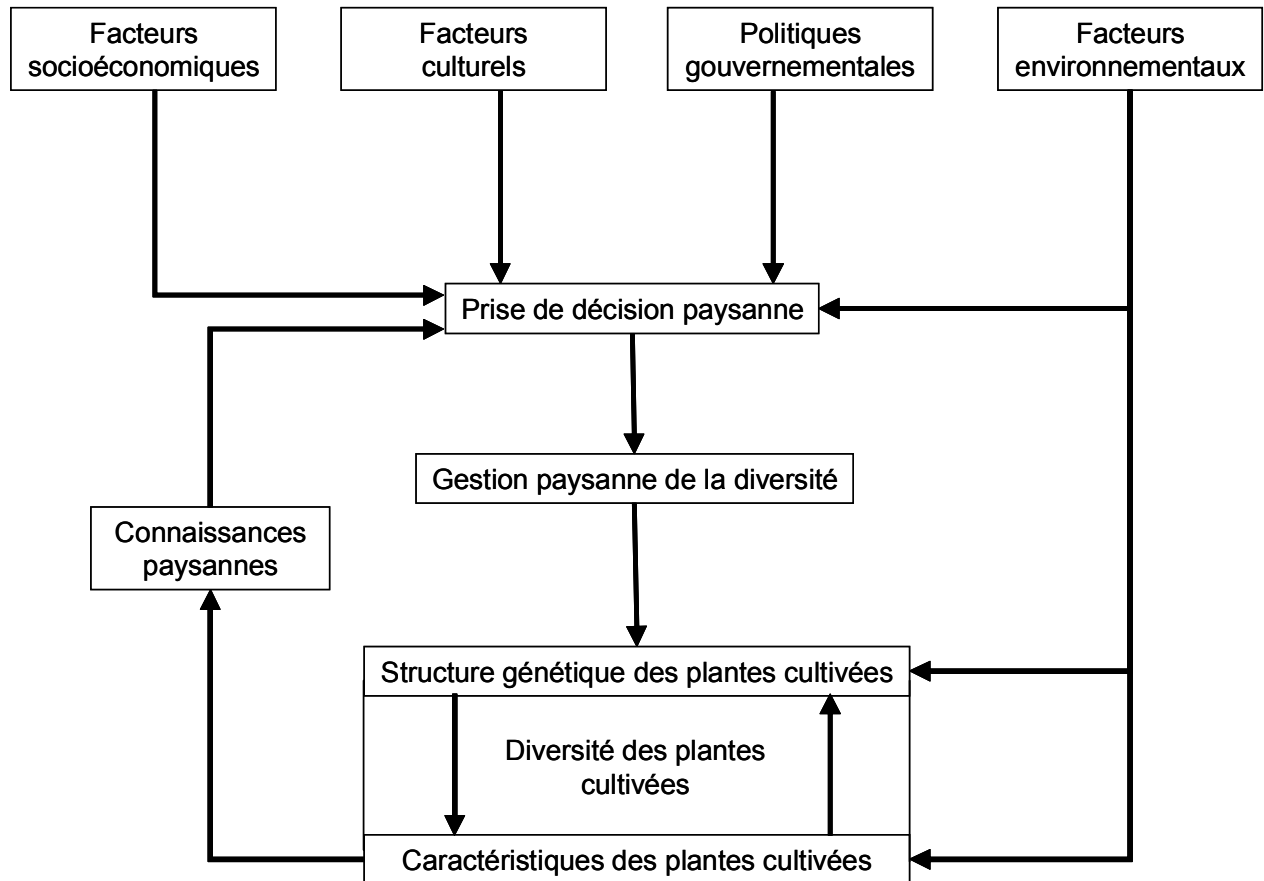 Facteurs
socioéconomiques
Facteurs
culturels
Politiques
gouvernementales
Facteurs
environnementaux
Prise de décision paysanne
Gestion paysanne de la diversité
Connaissances
paysannes
Structure génétique des plantes cultivées
Diversité des plantes
cultivées
Caractéristiques des plantes cultivées